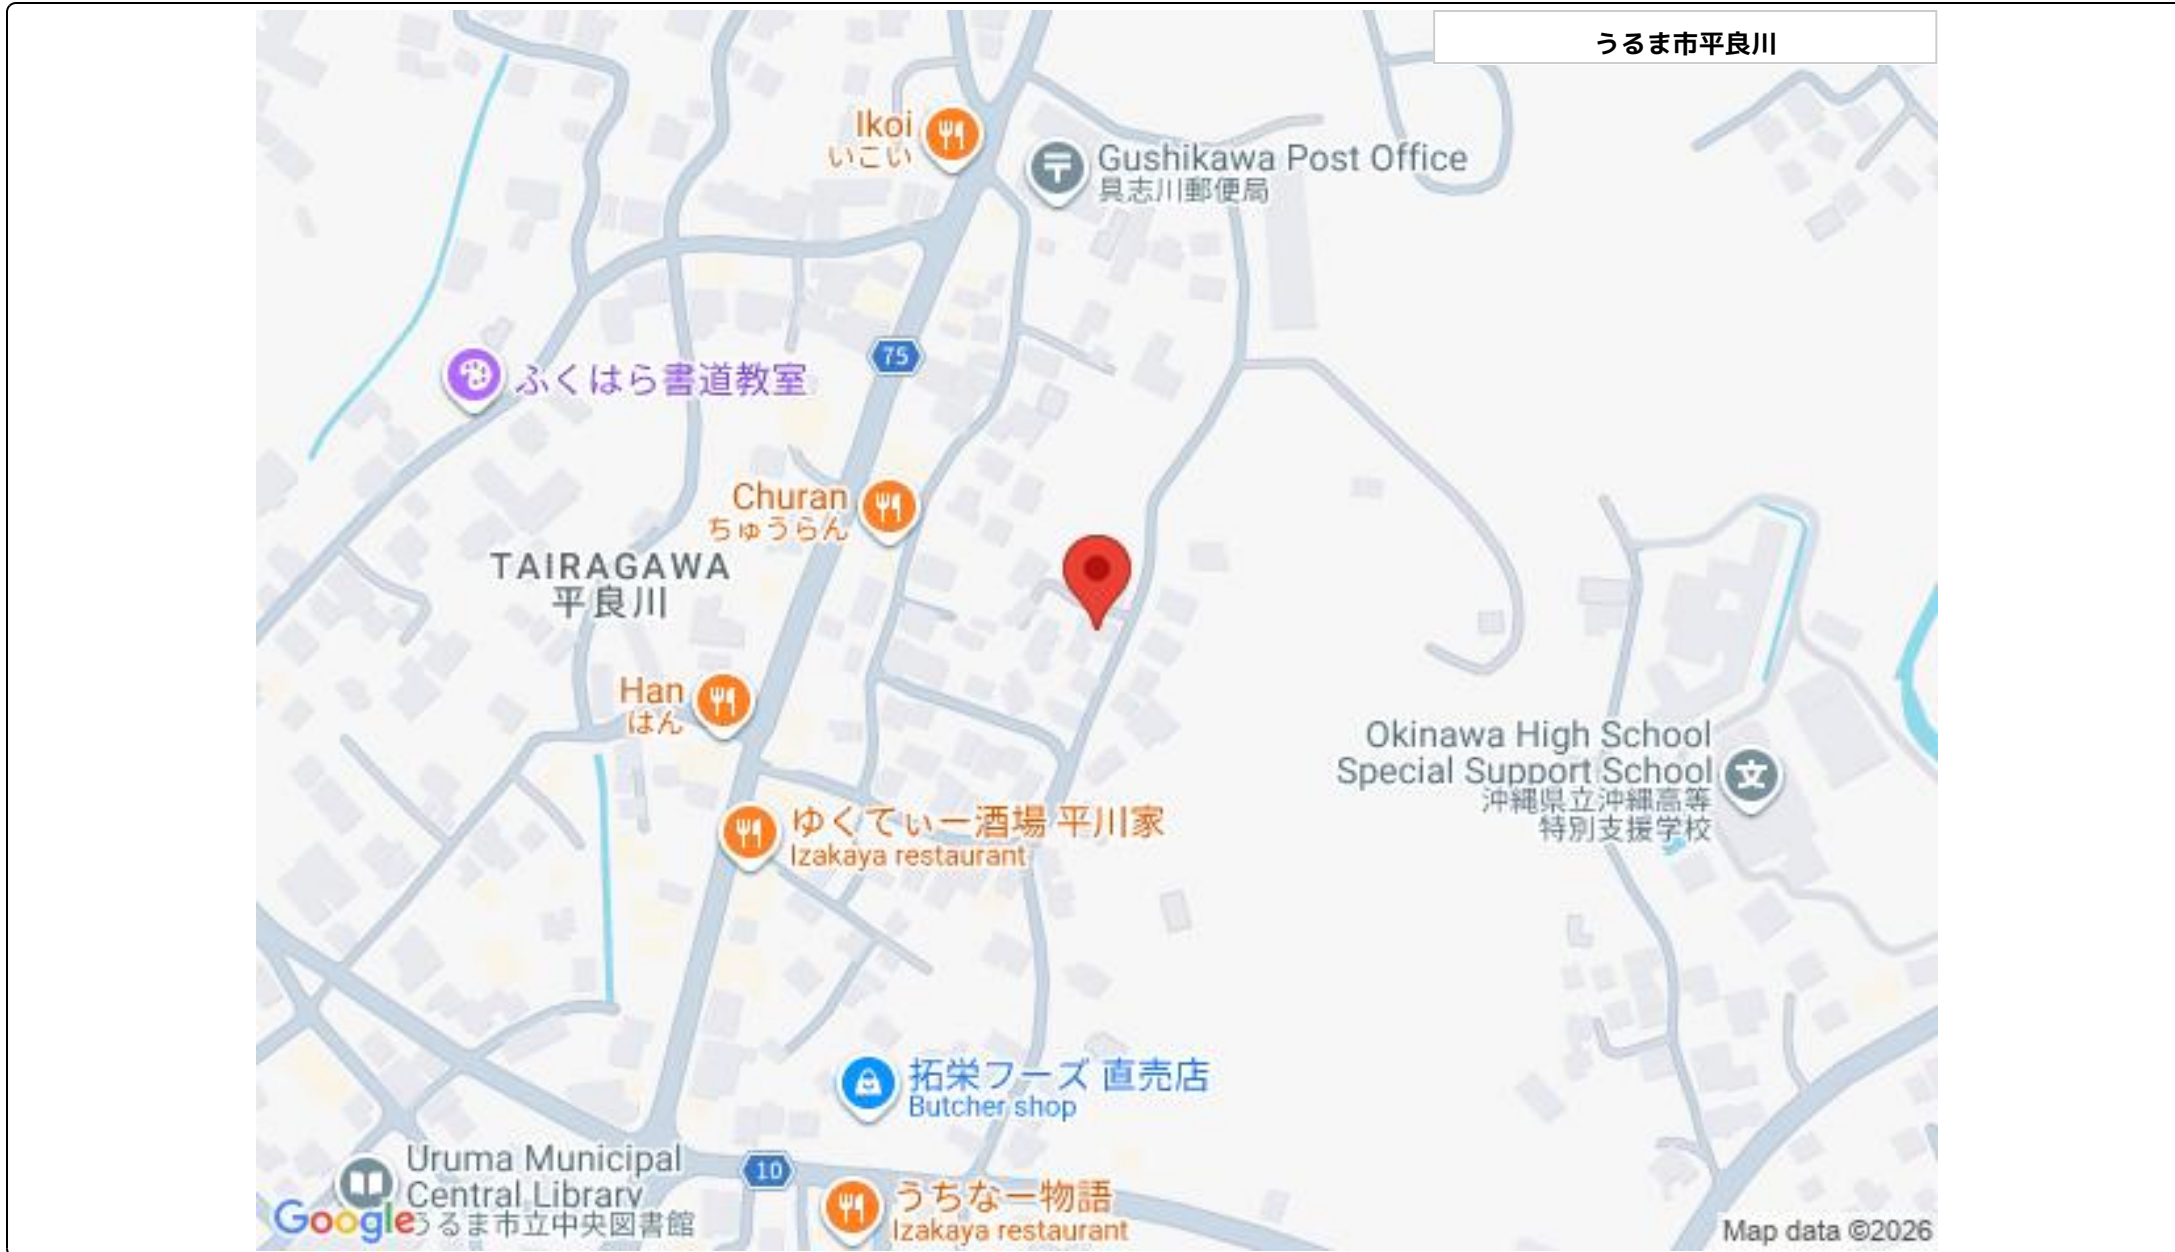 うるま市平良川
Ikoi
いこい
Gushikawa Post Office
具志川郵便局
75
ふくはら書道教室
Churan
ちゅうらん
TAIRAGAWA
平良川
Han
はん
Okinawa High School
Special Support School
沖縄県立沖縄高等
特別支援学校
ゆくてぃー酒場 平川家
Izakaya restaurant
拓栄フーズ 直売店
Butcher shop
Uruma Municipal
Central Library
うるま市立中央図書館
10
うちなー物語
Izakaya restaurant
Google
Map data ©2026